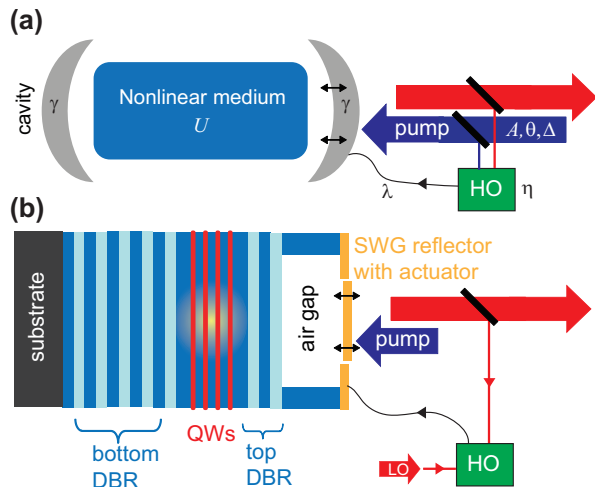 (a)
cavity
γ
Nonlinear medium
U
γ
pump
A,θ,Δ
λ
HO
η
(b)
substrate
SWG reflector
with actuator
air gap
pump
bottom
DBR
QWs
top
DBR
LO
HO